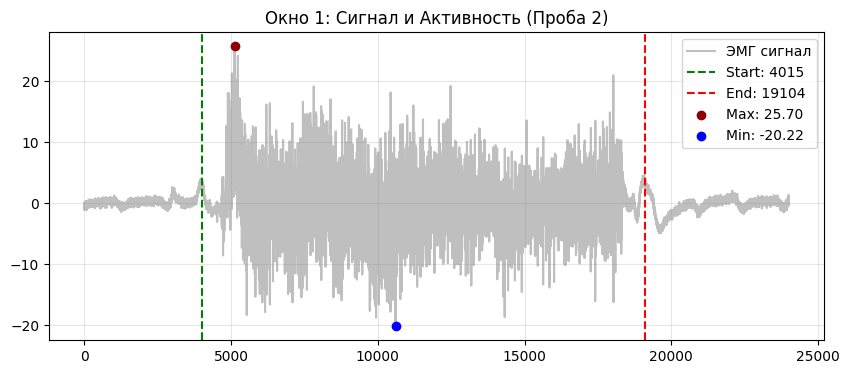 Окно 1: Сигнал и Активность (Проба 2)
ЭМГ сигнал
Start: 4015
End: 19104
Max: 25.70
Min: -20.22
20
10
0
−10
−20
0
5000
10000
15000
20000
25000